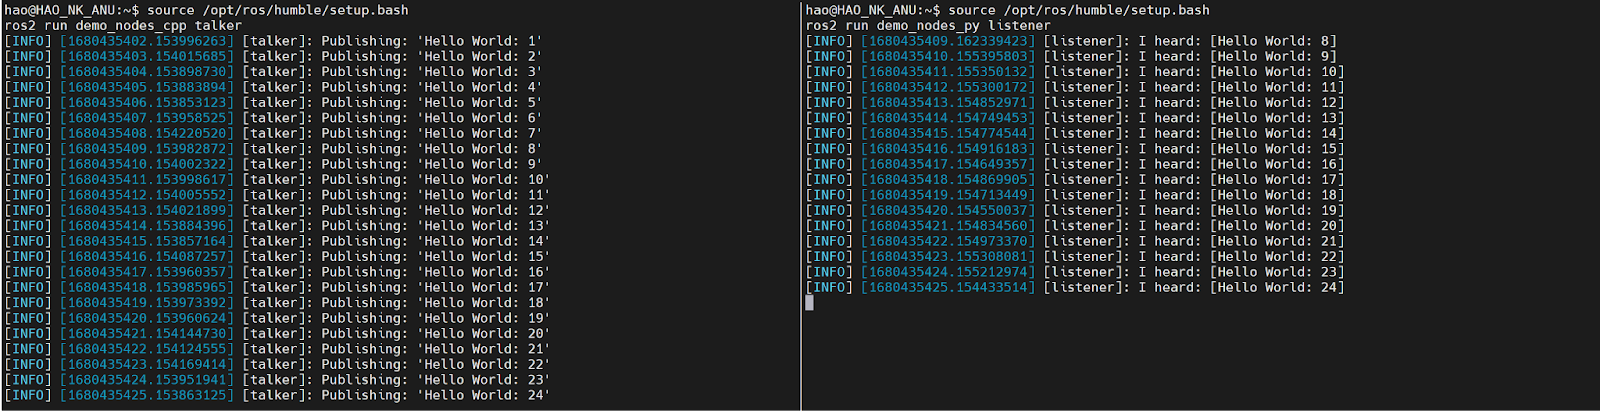 hao@HAO_NK_ANU:~$ source /opt/ros/humble/setup.bash
ros2 run demo_nodes_cpp talker
[INFO] [1680435402.153996263] [talker]: Publishing: 'Hello World: 1'
[INFO] [1680435403.154015685] [talker]: Publishing: 'Hello World: 2'
[INFO] [1680435404.153898730] [talker]: Publishing: 'Hello World: 3'
[INFO] [1680435405.153883894] [talker]: Publishing: 'Hello World: 4'
[INFO] [1680435406.153853123] [talker]: Publishing: 'Hello World: 5'
[INFO] [1680435407.153958525] [talker]: Publishing: 'Hello World: 6'
[INFO] [1680435408.154220520] [talker]: Publishing: 'Hello World: 7'
[INFO] [1680435409.153982872] [talker]: Publishing: 'Hello World: 8'
[INFO] [1680435410.154002322] [talker]: Publishing: 'Hello World: 9'
[INFO] [1680435411.153998617] [talker]: Publishing: 'Hello World: 10'
[INFO] [1680435412.154005552] [talker]: Publishing: 'Hello World: 11'
[INFO] [1680435413.154021899] [talker]: Publishing: 'Hello World: 12'
[INFO] [1680435414.153884396] [talker]: Publishing: 'Hello World: 13'
[INFO] [1680435415.153857164] [talker]: Publishing: 'Hello World: 14'
[INFO] [1680435416.154087257] [talker]: Publishing: 'Hello World: 15'
[INFO] [1680435417.153960357] [talker]: Publishing: 'Hello World: 16'
[INFO] [1680435418.153985965] [talker]: Publishing: 'Hello World: 17'
[INFO] [1680435419.153973392] [talker]: Publishing: 'Hello World: 18'
[INFO] [1680435420.153960624] [talker]: Publishing: 'Hello World: 19'
[INFO] [1680435421.154144730] [talker]: Publishing: 'Hello World: 20'
[INFO] [1680435422.154124555] [talker]: Publishing: 'Hello World: 21'
[INFO] [1680435423.154169414] [talker]: Publishing: 'Hello World: 22'
[INFO] [1680435424.153951941] [talker]: Publishing: 'Hello World: 23'
[INFO] [1680435425.153863125] [talker]: Publishing: 'Hello World: 24'
hao@HAO_NK_ANU:~$ source /opt/ros/humble/setup.bash
ros2 run demo_nodes_py listener
[INFO] [1680435409.162339423] [listener]: I heard: [Hello World: 8]
[INFO] [1680435410.155395803] [listener]: I heard: [Hello World: 9]
[INFO] [1680435411.155350132] [listener]: I heard: [Hello World: 10]
[INFO] [1680435412.155300172] [listener]: I heard: [Hello World: 11]
[INFO] [1680435413.154852971] [listener]: I heard: [Hello World: 12]
[INFO] [1680435414.154749453] [listener]: I heard: [Hello World: 13]
[INFO] [1680435415.154774544] [listener]: I heard: [Hello World: 14]
[INFO] [1680435416.154916183] [listener]: I heard: [Hello World: 15]
[INFO] [1680435417.154649357] [listener]: I heard: [Hello World: 16]
[INFO] [1680435418.154869905] [listener]: I heard: [Hello World: 17]
[INFO] [1680435419.154713449] [listener]: I heard: [Hello World: 18]
[INFO] [1680435420.154550037] [listener]: I heard: [Hello World: 19]
[INFO] [1680435421.154834560] [listener]: I heard: [Hello World: 20]
[INFO] [1680435422.154973370] [listener]: I heard: [Hello World: 21]
[INFO] [1680435423.155308081] [listener]: I heard: [Hello World: 22]
[INFO] [1680435424.155212974] [listener]: I heard: [Hello World: 23]
[INFO] [1680435425.154433514] [listener]: I heard: [Hello World: 24]